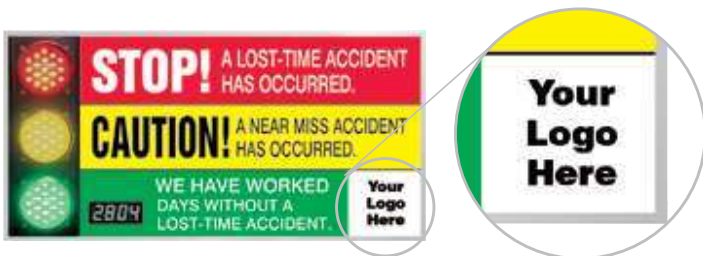 STOP! A LOST-TIME ACCIDENT
HAS OCCURRED.
CAUTION! A NEAR MISS ACCIDENT
HAS OCCURRED.
WE HAVE WORKED
2804 DAYS WITHOUT A
LOST-TIME ACCIDENT.
Your
Logo
Here
Your
Logo
Here